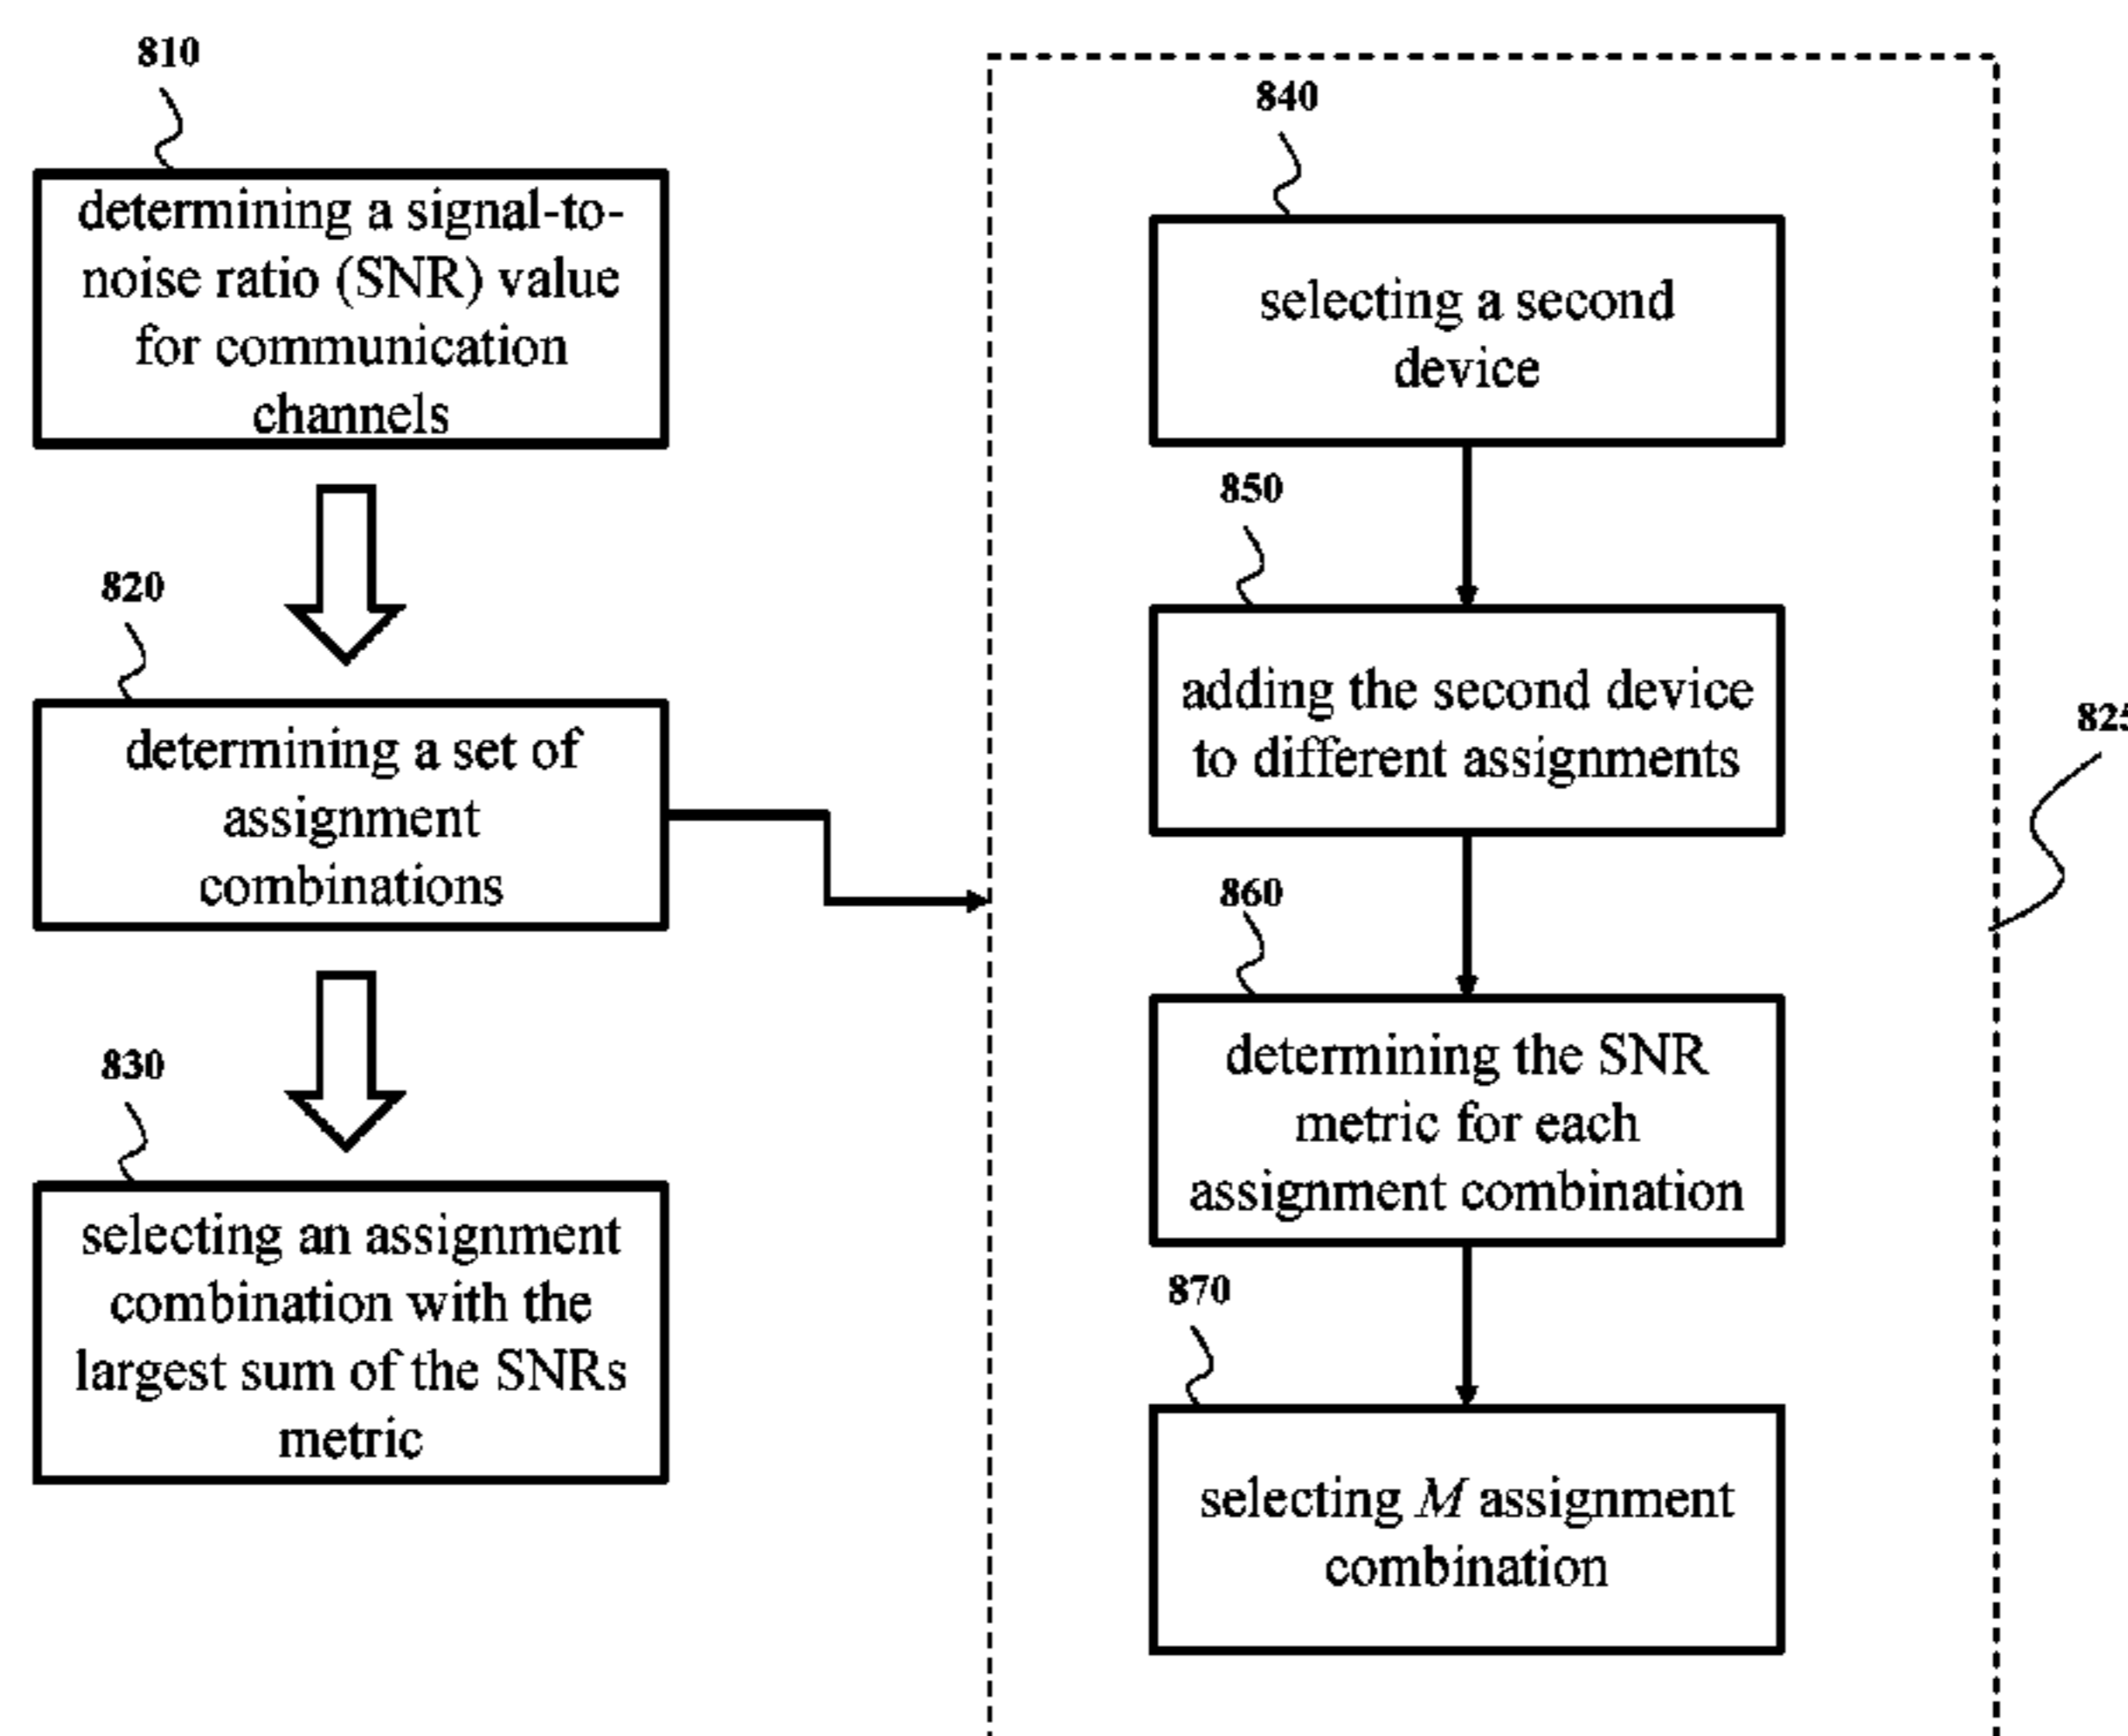 810
determining a signal-to-
noise ratio (SNR) value
for communication
channels
820
determining a set of
assignment
combinations
830
selecting an assignment
combination with the
largest sum of the SNRs
metric
840
selecting a second
device
850
adding the second device
to different assignments
860
determining the SNR
metric for each
assignment combination
870
selecting M assignment
combination
825